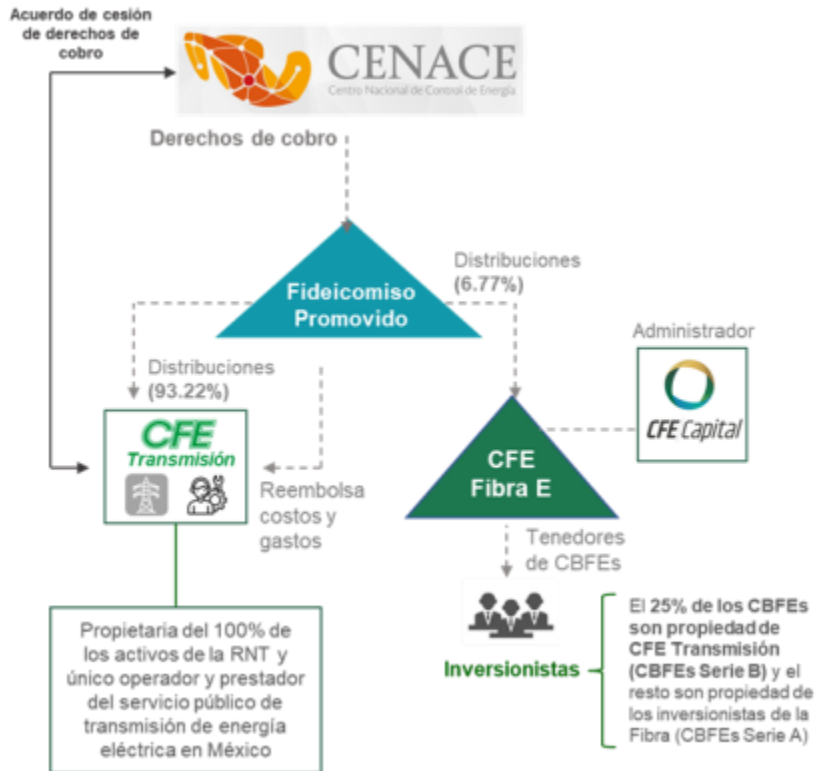 Acuerdo de cesión
de derechos de
cobro
CENACE
Centro Nacional de Control de Energía
Derechos de cobro
Fideicomiso
Promovido
Distribuciones
(6.77%)
Administrador
CFE Capital
Distribuciones
(93.22%)
CFE
Transmisión
Reembolsa
costos y
gastos
CFE
Fibra E
Tenedores
de CBFEs
Inversionistas
El 25% de los CBFEs
son propiedad de
CFE Transmisión
(CBFEs Serie B) y el
resto son propiedad de
los inversionistas de la
Fibra (CBFEs Serie A)
Propietaria del 100% de
los activos de la RNT y
único operador y prestador
del servicio público de
transmisión de energía
eléctrica en México